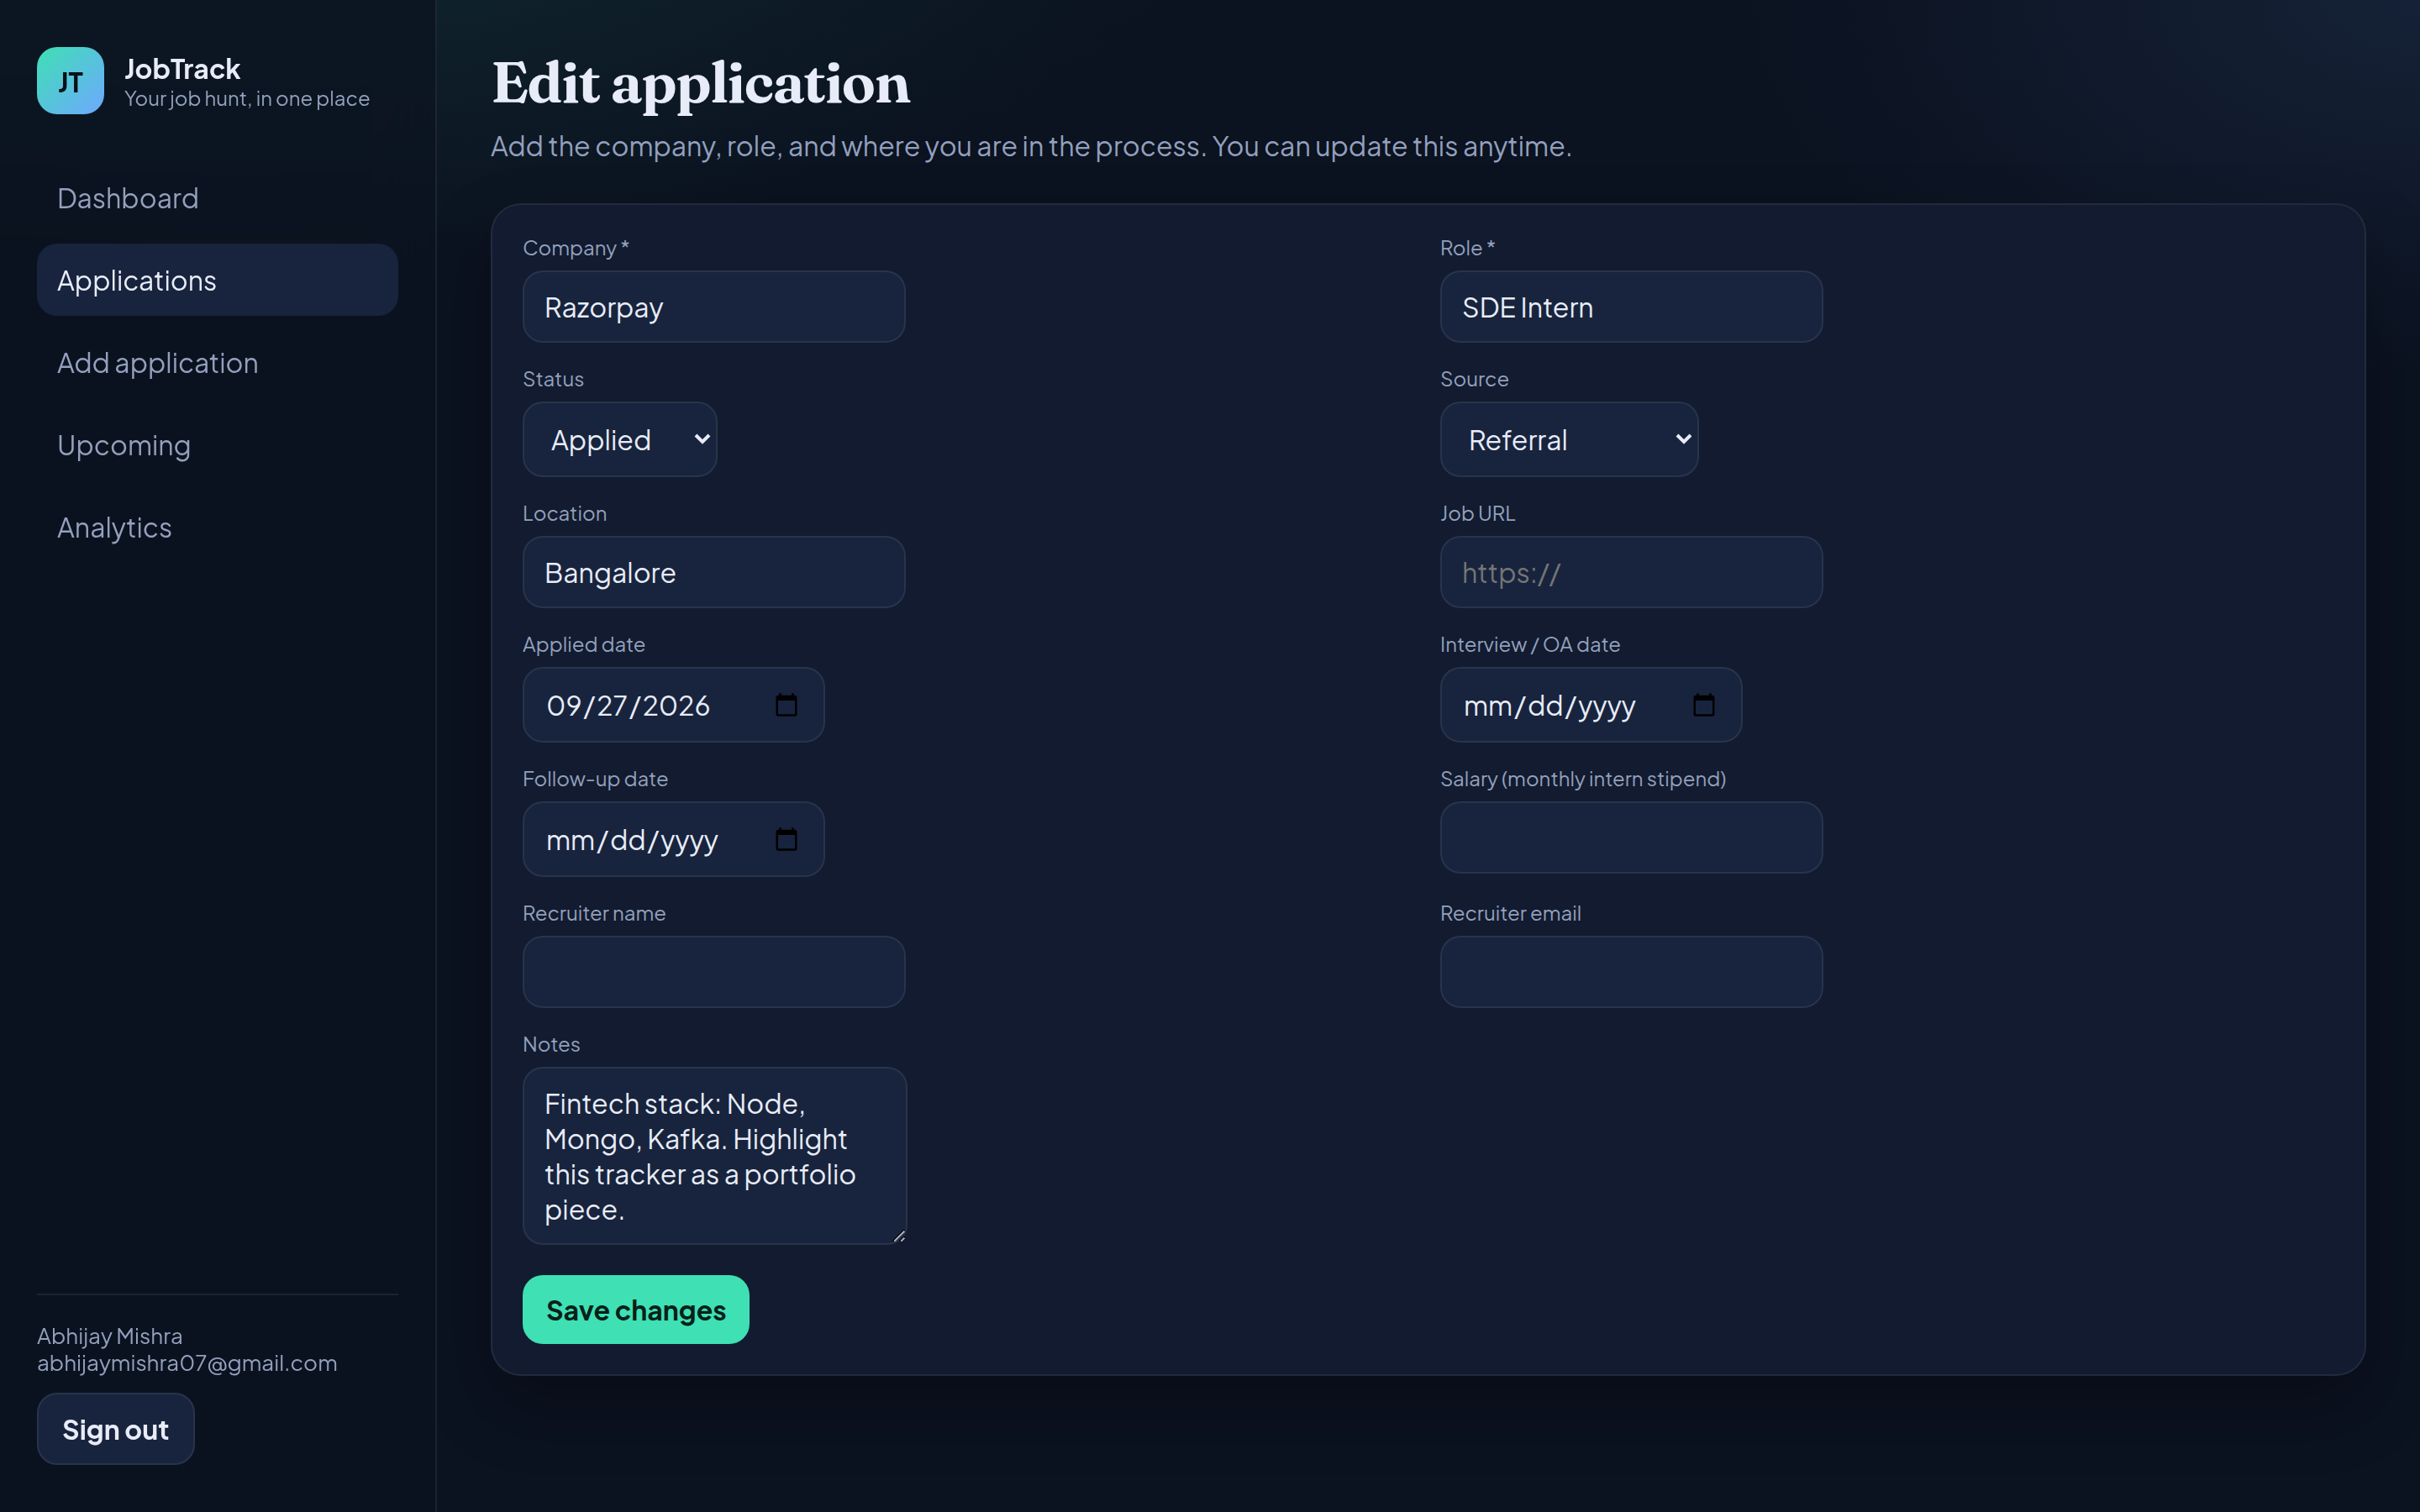 JT
JobTrack
Your job hunt, in one place
Dashboard
Applications
Add application
Upcoming
Analytics
Abhijay Mishra
abhijaymishra07@gmail.com
Sign out
Edit application
Add the company, role, and where you are in the process. You can update this anytime.
Company *
Razorpay
Role *
SDE Intern
Status
Applied
Source
Referral
Location
Bangalore
Job URL
https://
Applied date
09/27/2026
Interview / OA date
mm/dd/yyyy
Follow-up date
mm/dd/yyyy
Salary (monthly intern stipend)
Recruiter name
Recruiter email
Notes
Fintech stack: Node,
Mongo, Kafka. Highlight
this tracker as a portfolio
piece.
Save changes